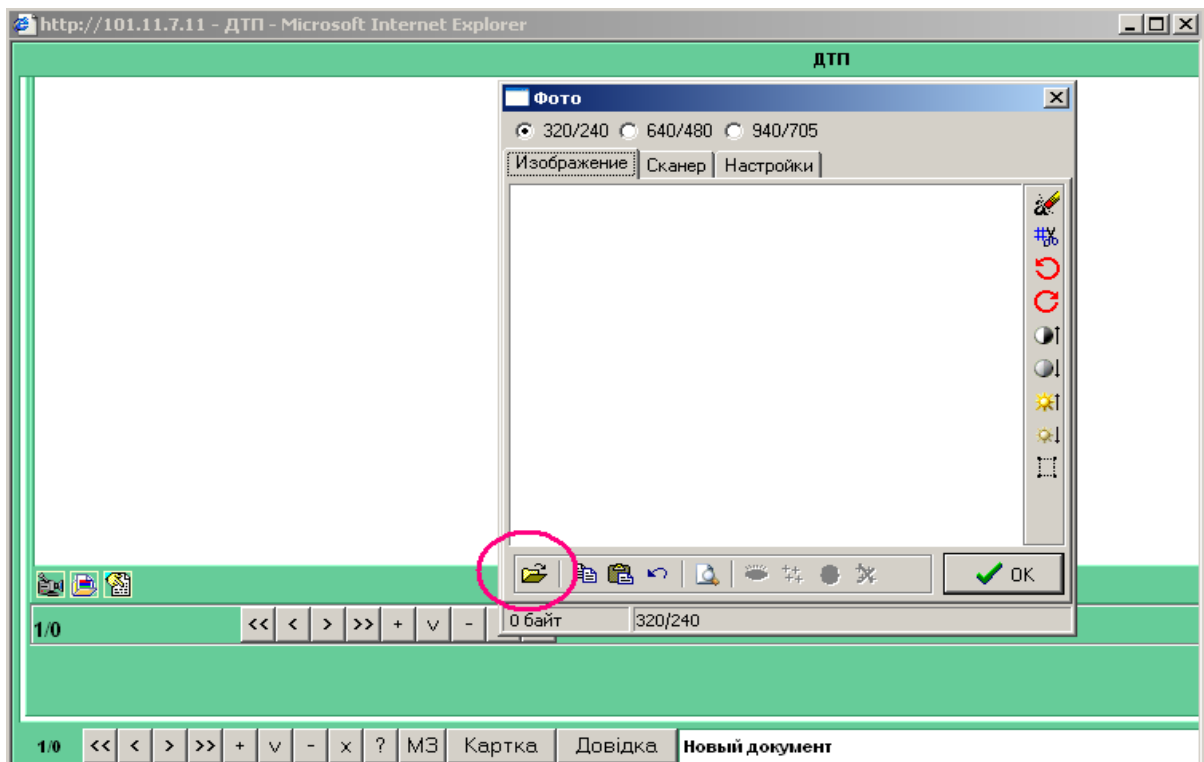 http://101.11.7.11 - ДТП - Microsoft Internet Explorer
ДТП
Фото
320/240 640/480 940/705
Изображение Сканер Настройки
OK
0 байт 320/240
1/0 << < > >> + v -
1/0 << < > >> + v - x ? МЗ Картка Довідка Новый документ